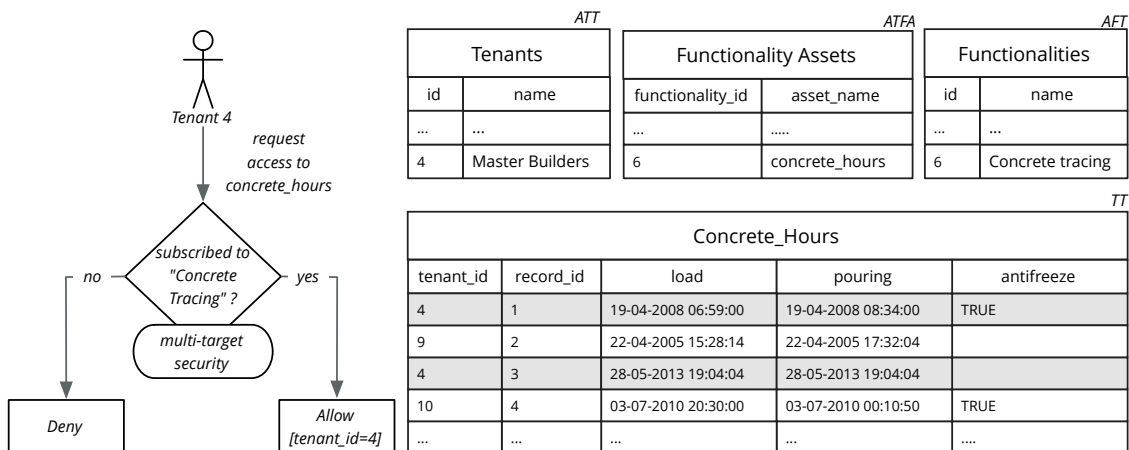 Tenant 4
request
access to
concrete_hours
subscribed to
"Concrete
Tracing" ?
no
yes
multi-target
security
Deny
Allow
[tenant_id=4]
ATT
Tenants
id name
... ...
4 Master Builders
ATFA
Functionality Assets
functionality_id asset_name
... .....
6 concrete_hours
AFT
Functionalities
id name
... ...
6 Concrete tracing
TT
Concrete_Hours
tenant_id record_id load pouring antifreeze
4 1 19-04-2008 06:59:00 19-04-2008 08:34:00 TRUE
9 2 22-04-2005 15:28:14 22-04-2005 17:32:04
4 3 28-05-2013 19:04:04 28-05-2013 19:04:04
10 4 03-07-2010 20:30:00 03-07-2010 00:10:50 TRUE
... ... ... ... ....